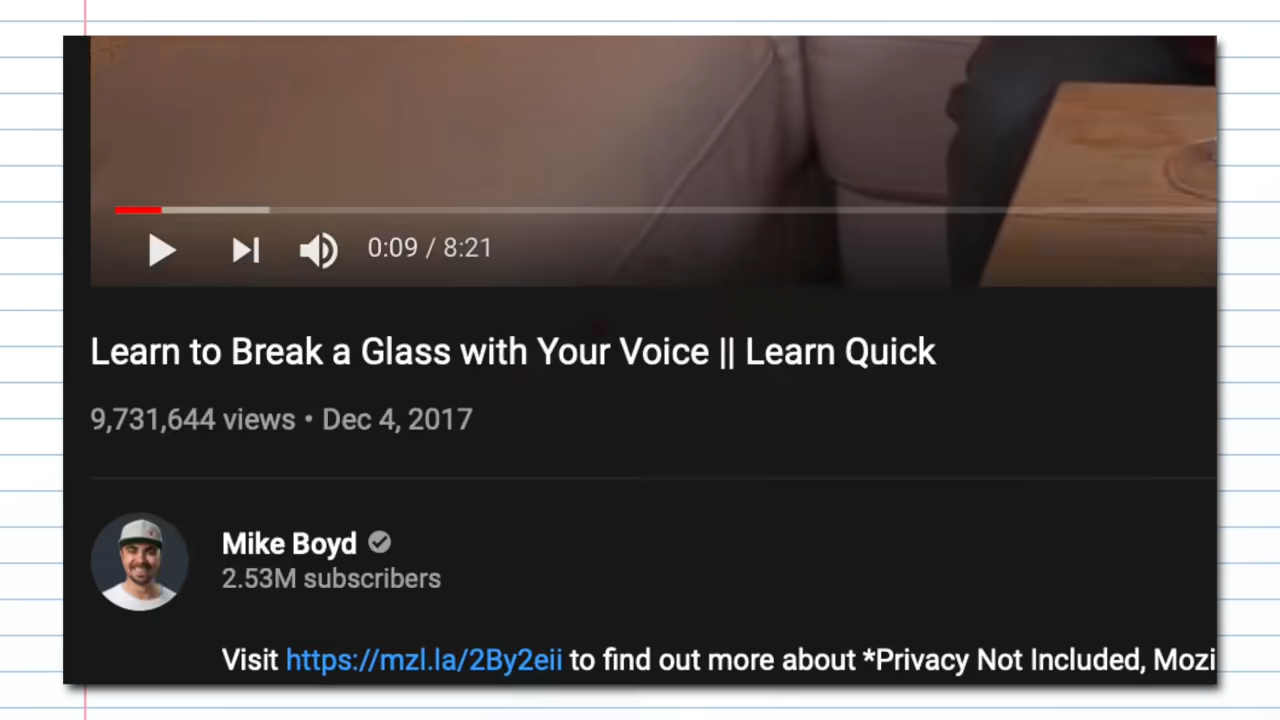 0:09 / 8:21
Learn to Break a Glass with Your Voice || Learn Quick
9,731,644 views • Dec 4, 2017
Mike Boyd
2.53M subscribers
Visit https://mzl.la/2By2eii to find out more about *Privacy Not Included, Mozi